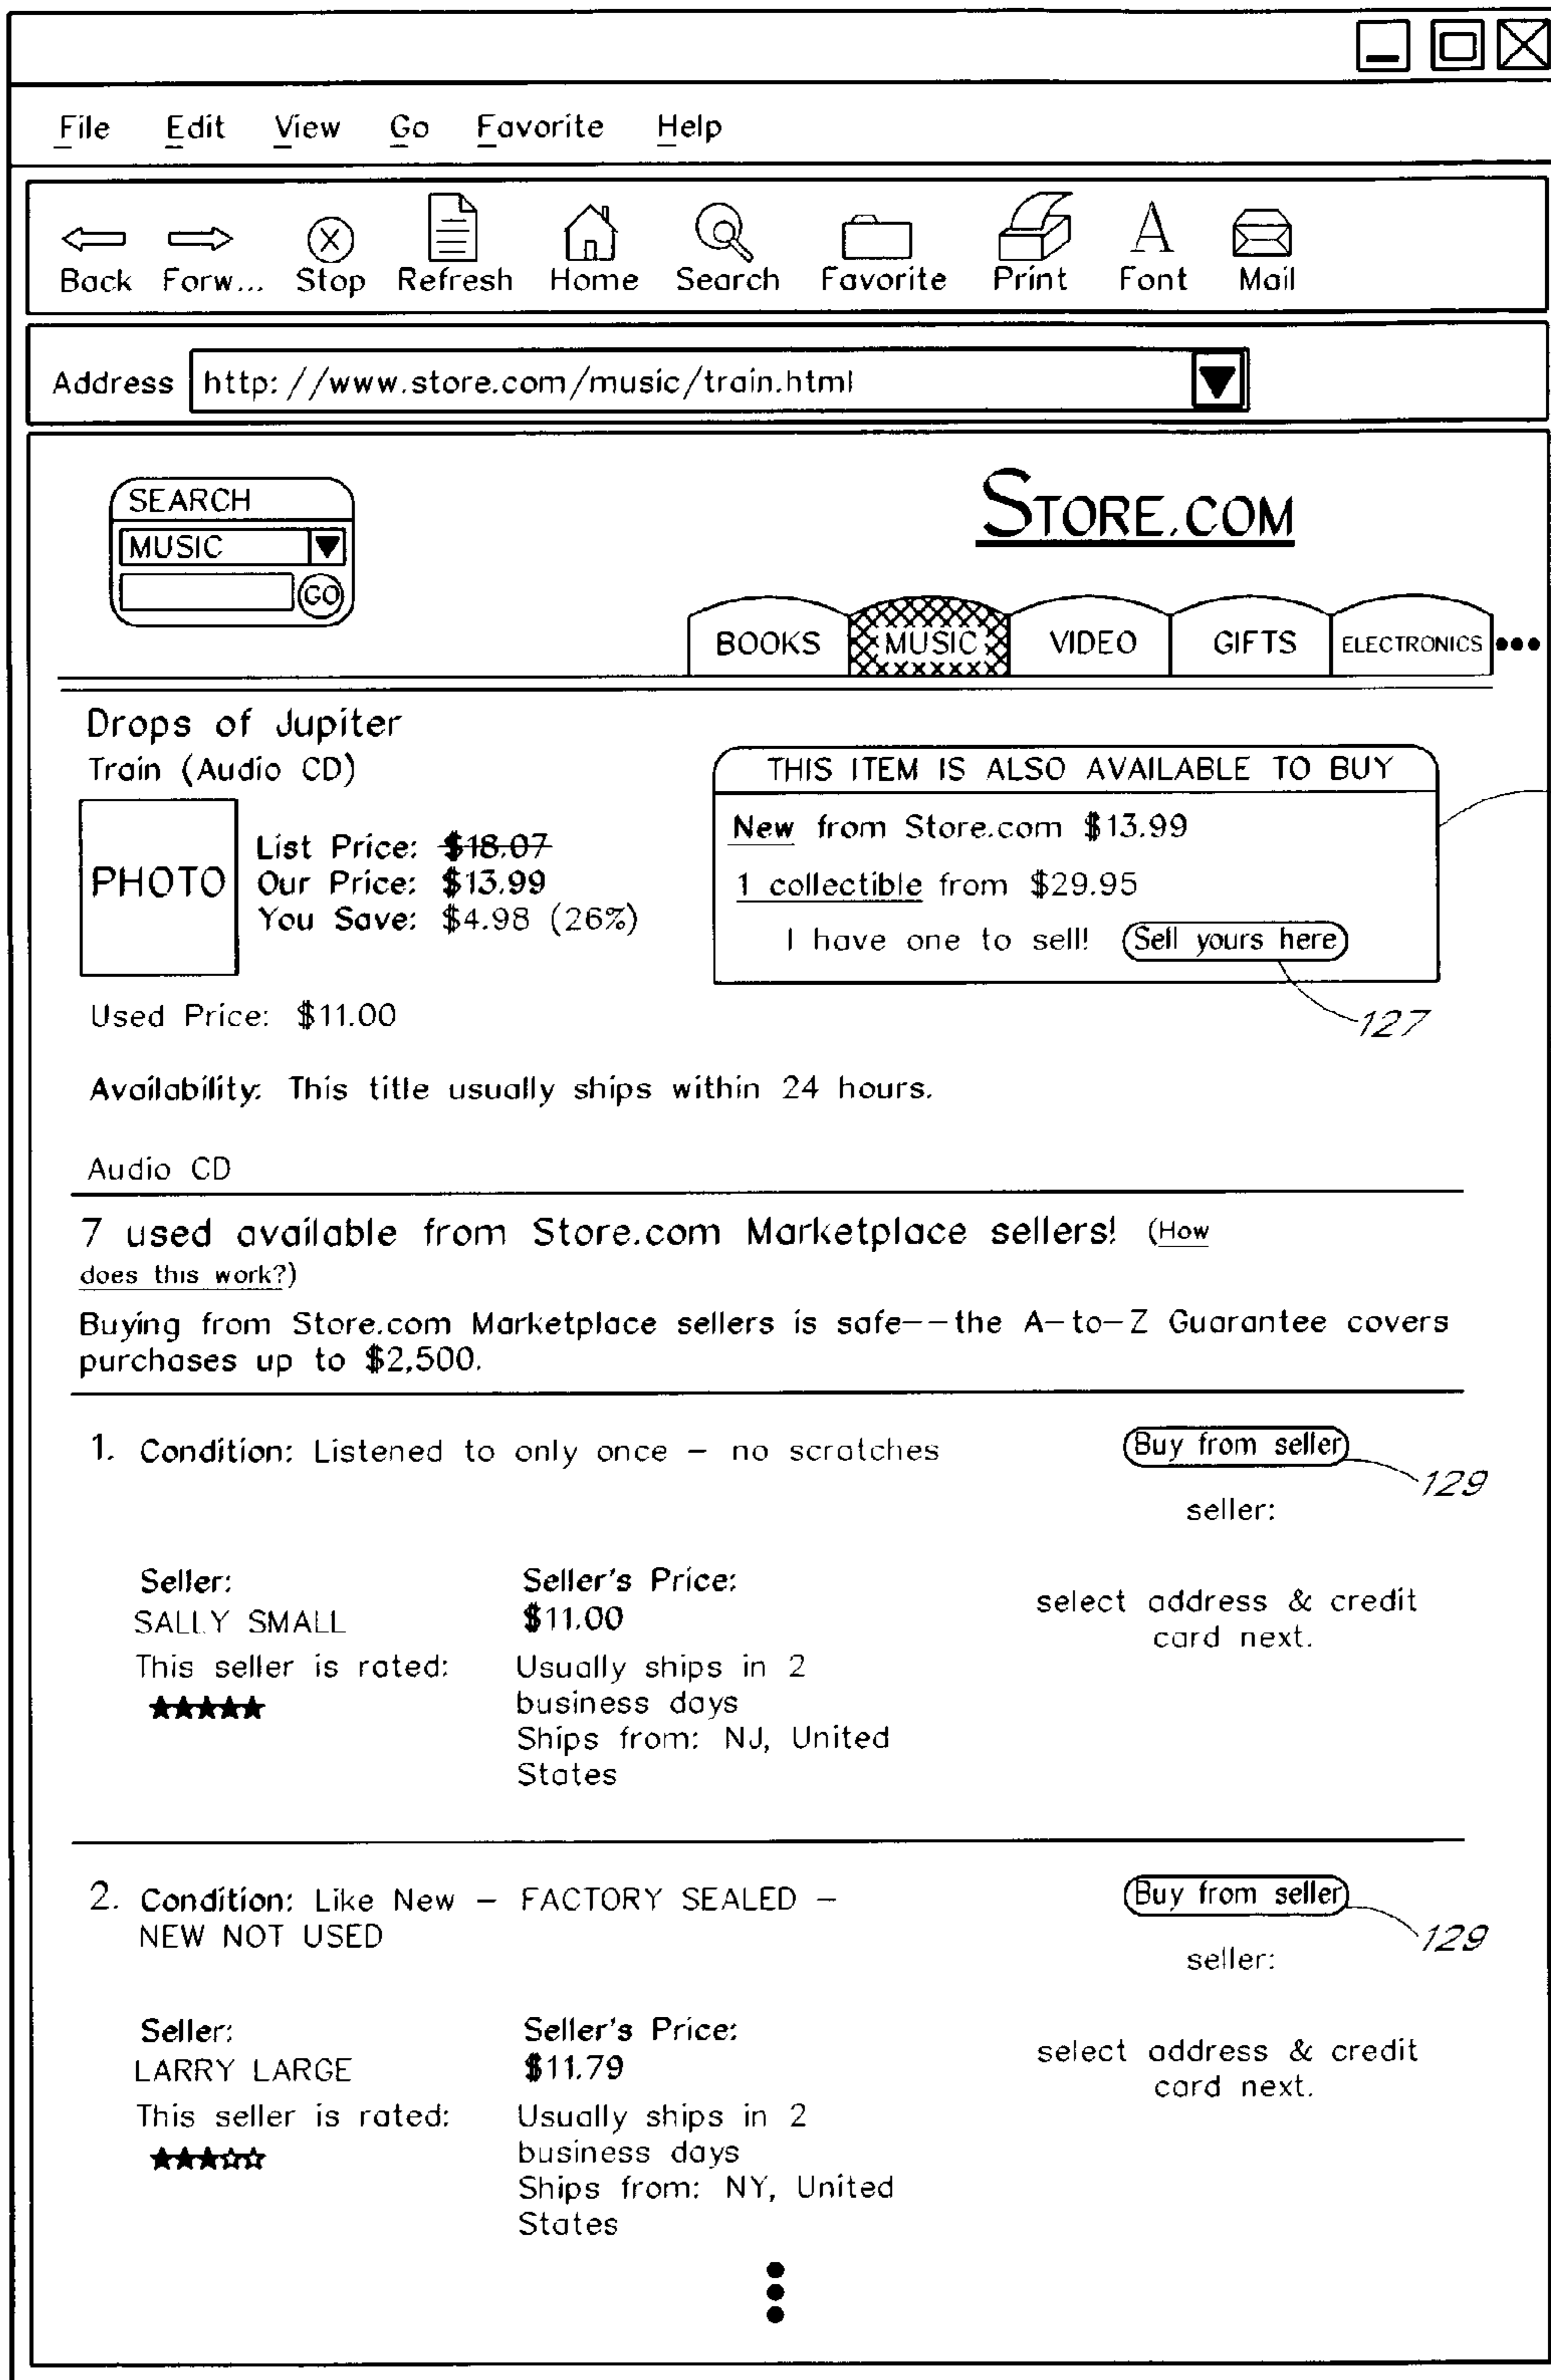 File Edit View Go Favorite Help
Back Forw... Stop Refresh Home Search Favorite Print A Font Mail
Address http://www.store.com/music/train.html
SEARCH
MUSIC
GO
STORE.COM
BOOKS MUSIC VIDEO GIFTS ELECTRONICS
Drops of Jupiter
Train (Audio CD)
PHOTO
List Price: $18.07
Our Price: $13.99
You Save: $4.98 (26%)
THIS ITEM IS ALSO AVAILABLE TO BUY
New from Store.com $13.99
1 collectible from $29.95
I have one to sell! Sell yours here
127
Used Price: $11.00
Availability: This title usually ships within 24 hours.
Audio CD
7 used available from Store.com Marketplace sellers! (How
does this work?)
Buying from Store.com Marketplace sellers is safe--the A-to-Z Guarantee covers
purchases up to $2,500.
1. Condition: Listened to only once - no scratches
Buy from seller
129
seller:
Seller:
SALLY SMALL
This seller is rated:
★★★★★
Seller's Price:
$11.00
Usually ships in 2
business days
Ships from: NJ, United
States
select address & credit
card next.
2. Condition: Like New - FACTORY SEALED -
NEW NOT USED
Buy from seller
129
seller:
Seller:
LARRY LARGE
This seller is rated:
★★★☆☆
Seller's Price:
$11.79
Usually ships in 2
business days
Ships from: NY, United
States
select address & credit
card next.